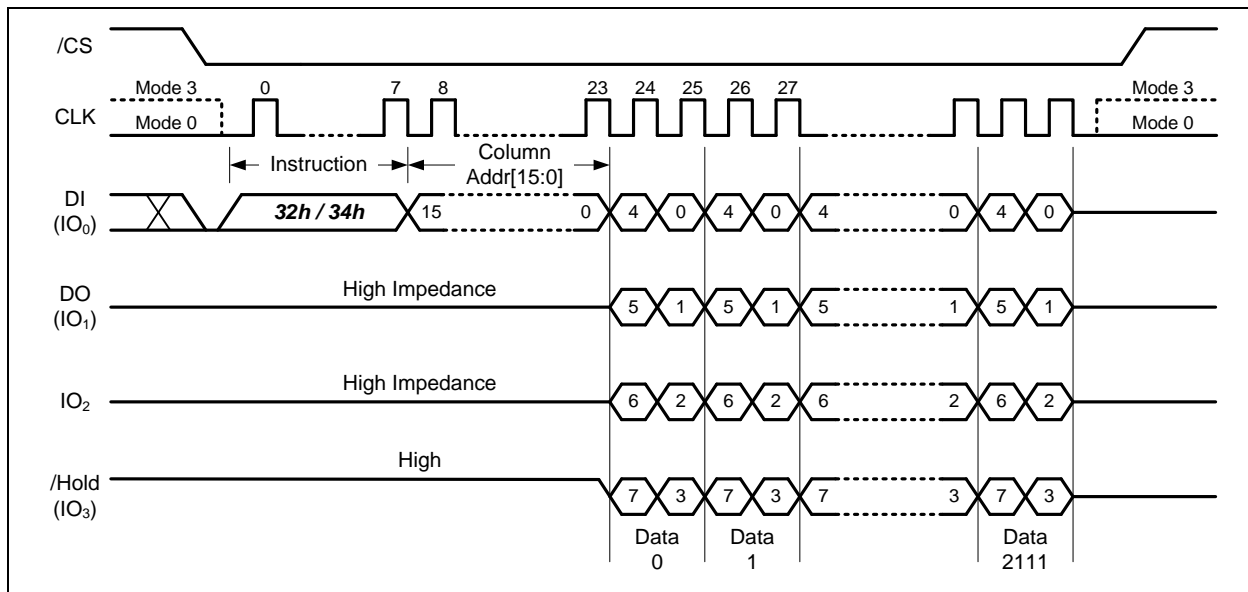 /CS
Mode 3 0 7 8 23 24 25 26 27 Mode 3
CLK
Mode 0 Mode 0
Instruction Column
Addr[15:0]
DI
(IO0) 32h / 34h 15 0 4 0 4 0 4 0 4 0
High Impedance
DO
(IO1) 5 1 5 1 5 1 5 1
High Impedance
IO2 6 2 6 2 6 2 6 2
High
/Hold
(IO3) 7 3 7 3 7 3 7 3
Data Data Data
0 1 2111